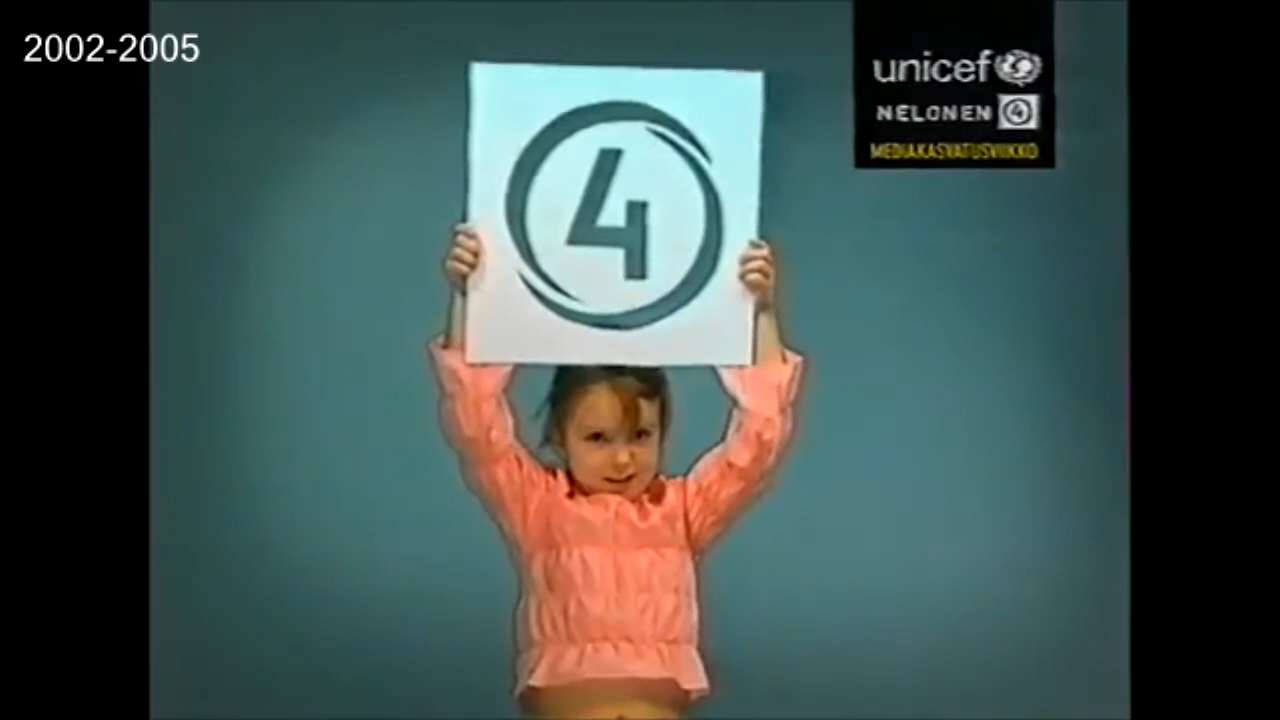 2002-2005
4
unicef
NELONEN 4
MEDIAKASVATUSVIIKKO